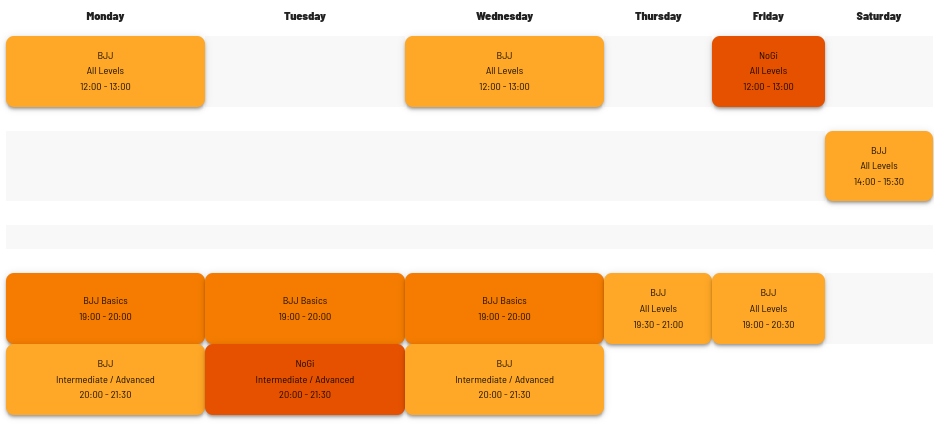 Monday
Tuesday
Wednesday
Thursday
Friday
Saturday
BJJ
All Levels
12:00 - 13:00
BJJ
All Levels
12:00 - 13:00
NoGi
All Levels
12:00 - 13:00
BJJ
All Levels
14:00 - 15:30
BJJ Basics
19:00 - 20:00
BJJ Basics
19:00 - 20:00
BJJ Basics
19:00 - 20:00
BJJ
All Levels
19:30 - 21:00
BJJ
All Levels
19:00 - 20:30
BJJ
Intermediate / Advanced
20:00 - 21:30
NoGi
Intermediate / Advanced
20:00 - 21:30
BJJ
Intermediate / Advanced
20:00 - 21:30